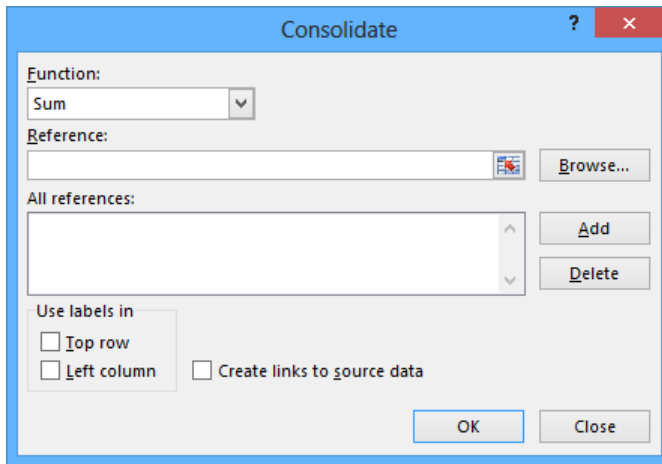 Consolidate ? ×
Function:
Sum
Reference:
Browse...
All references:
Add
Delete
Use labels in
Top row
Left column Create links to source data
OK Close